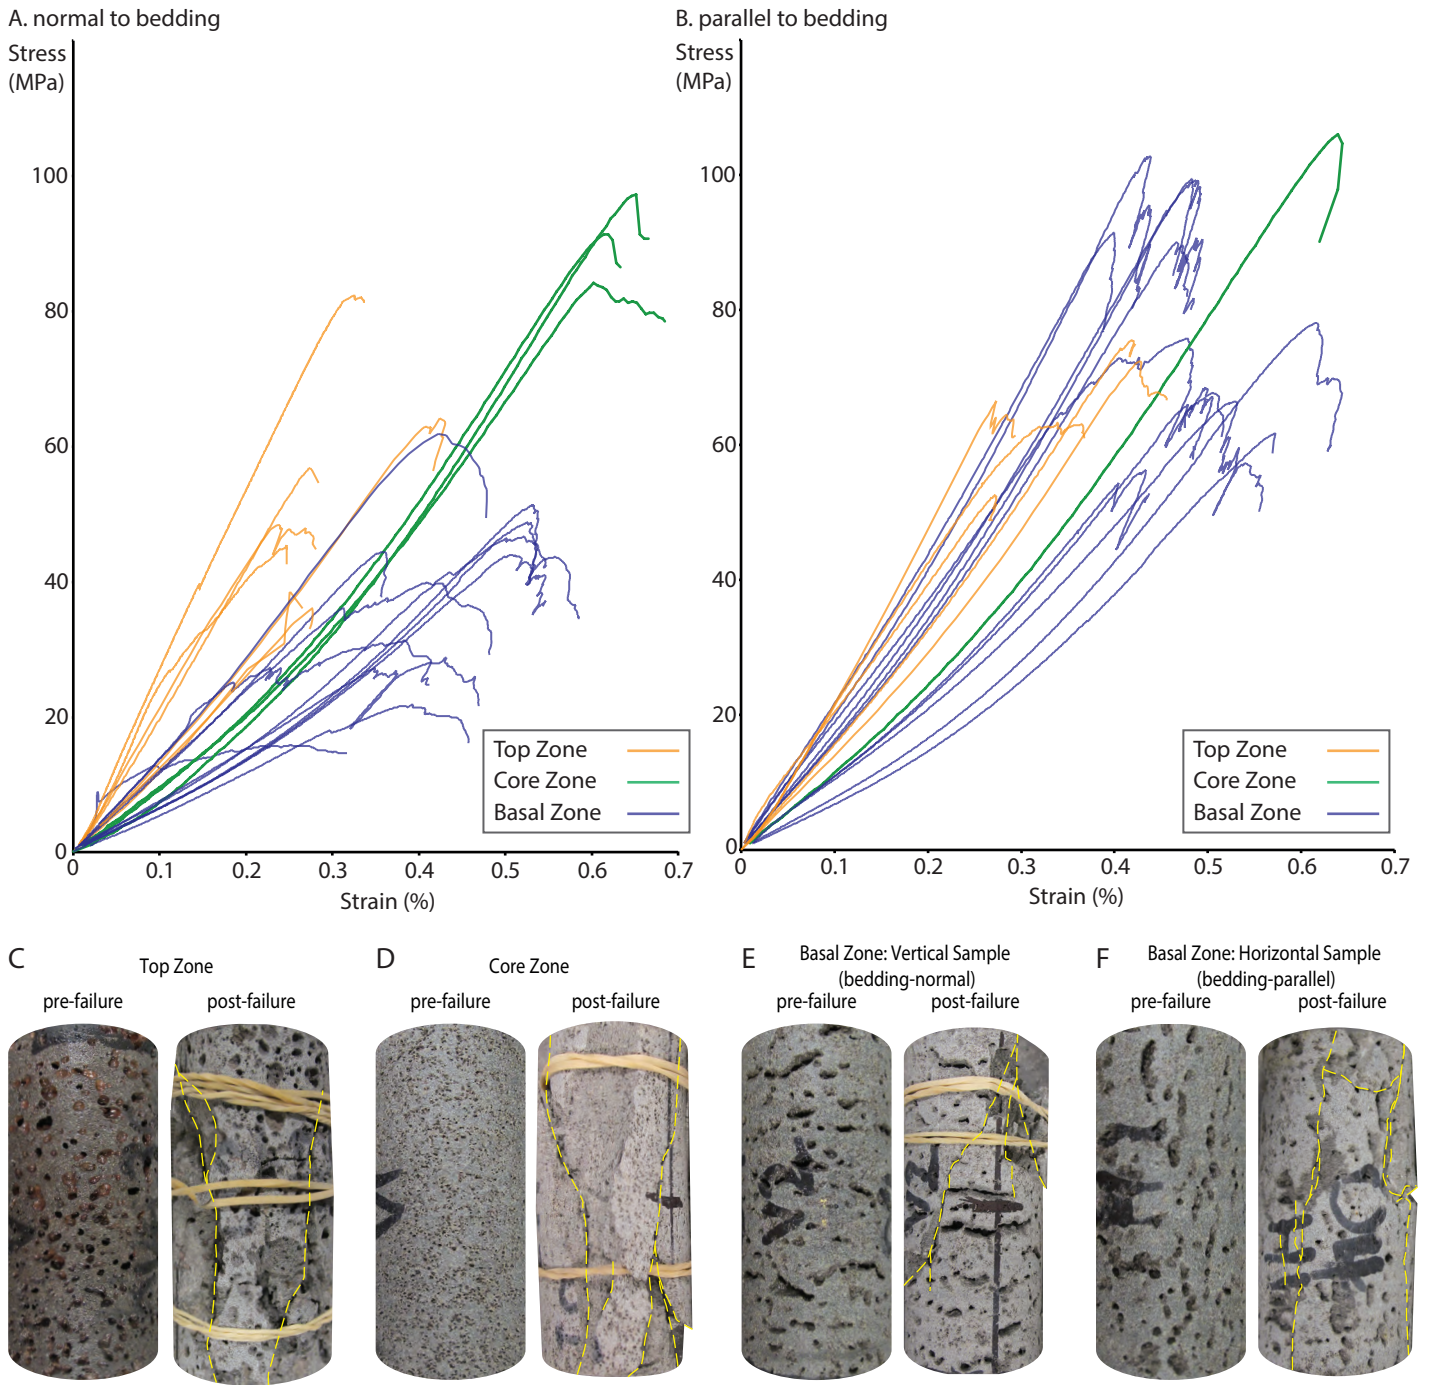 A. normal to bedding
Stress
(MPa)
100
80
60
40
20
0
0 0.1 0.2 0.3 0.4 0.5 0.6 0.7
Strain (%)
Top Zone
Core Zone
Basal Zone
B. parallel to bedding
Stress
(MPa)
100
80
60
40
20
0
0 0.1 0.2 0.3 0.4 0.5 0.6 0.7
Strain (%)
Top Zone
Core Zone
Basal Zone
C
Top Zone
pre-failure post-failure
D
Core Zone
pre-failure post-failure
E
Basal Zone: Vertical Sample
(bedding-normal)
pre-failure post-failure
F
Basal Zone: Horizontal Sample
(bedding-parallel)
pre-failure post-failure